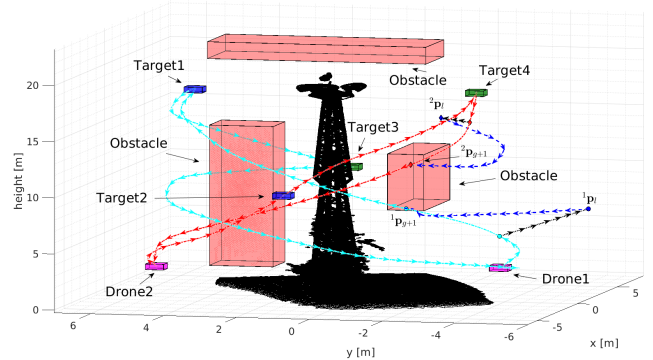 Target1
Target4
Obstacle
²p_l
Obstacle
Target3
²p_{g+1}
Obstacle
Target2
¹p_l
¹p_{g+1}
Drone2
Drone1
height [m]
20
15
10
5
0
6
4
2
0
-2
-4
-6
y [m]
-5
0
5
x [m]